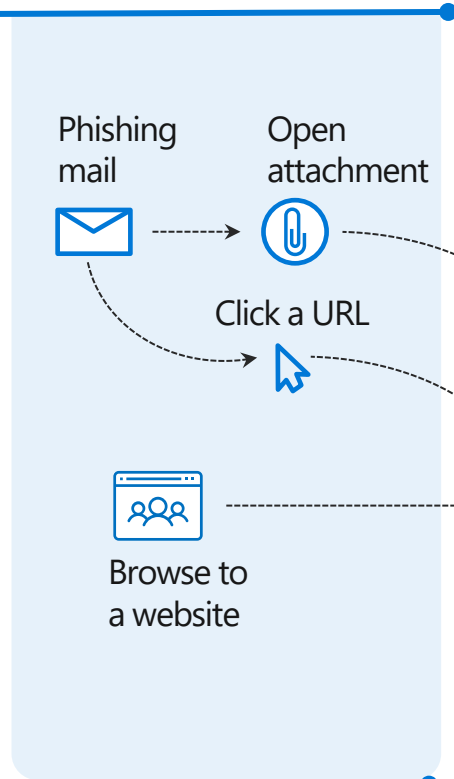 Phishing
mail
Open
attachment
Click a URL
Browse to
a website